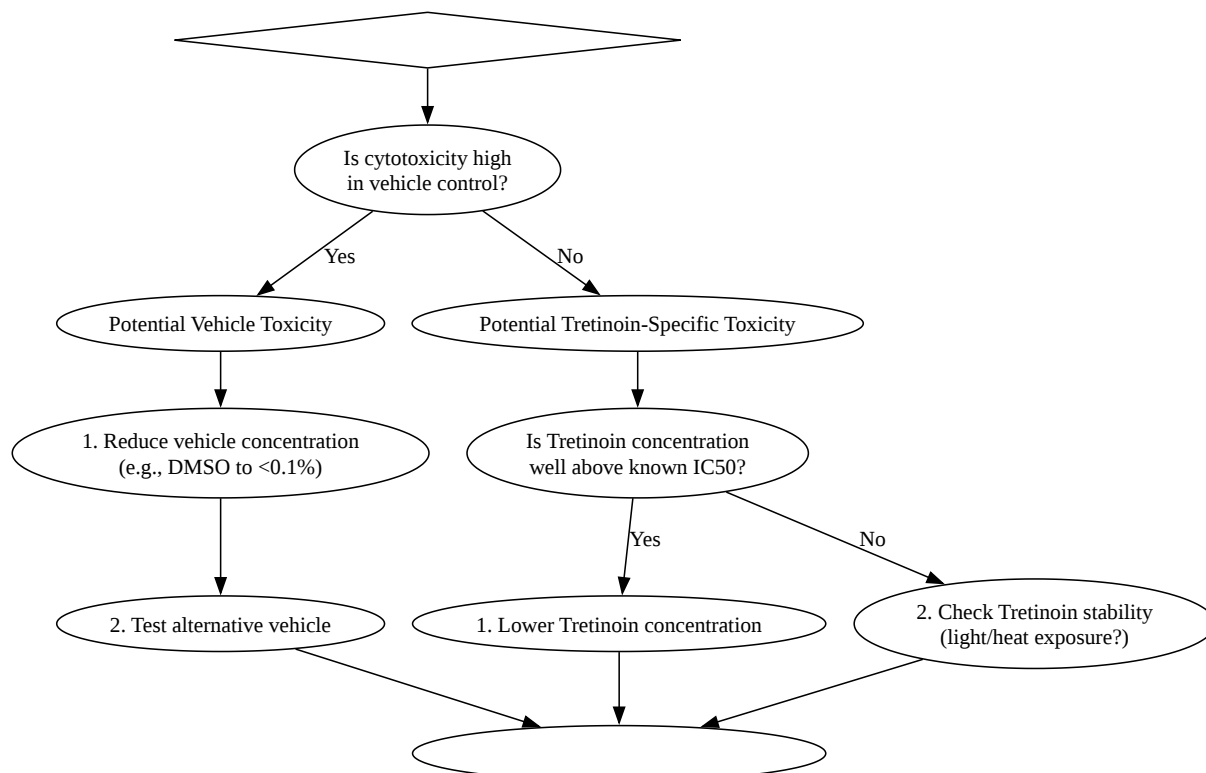 Is cytotoxicity high
in vehicle control?
Yes
No
Potential Vehicle Toxicity
Potential Tretinoin-Specific Toxicity
1. Reduce vehicle concentration
(e.g., DMSO to <0.1%)
Is Tretinoin concentration
well above known IC50?
Yes
No
2. Test alternative vehicle
1. Lower Tretinoin concentration
2. Check Tretinoin stability
(light/heat exposure?)